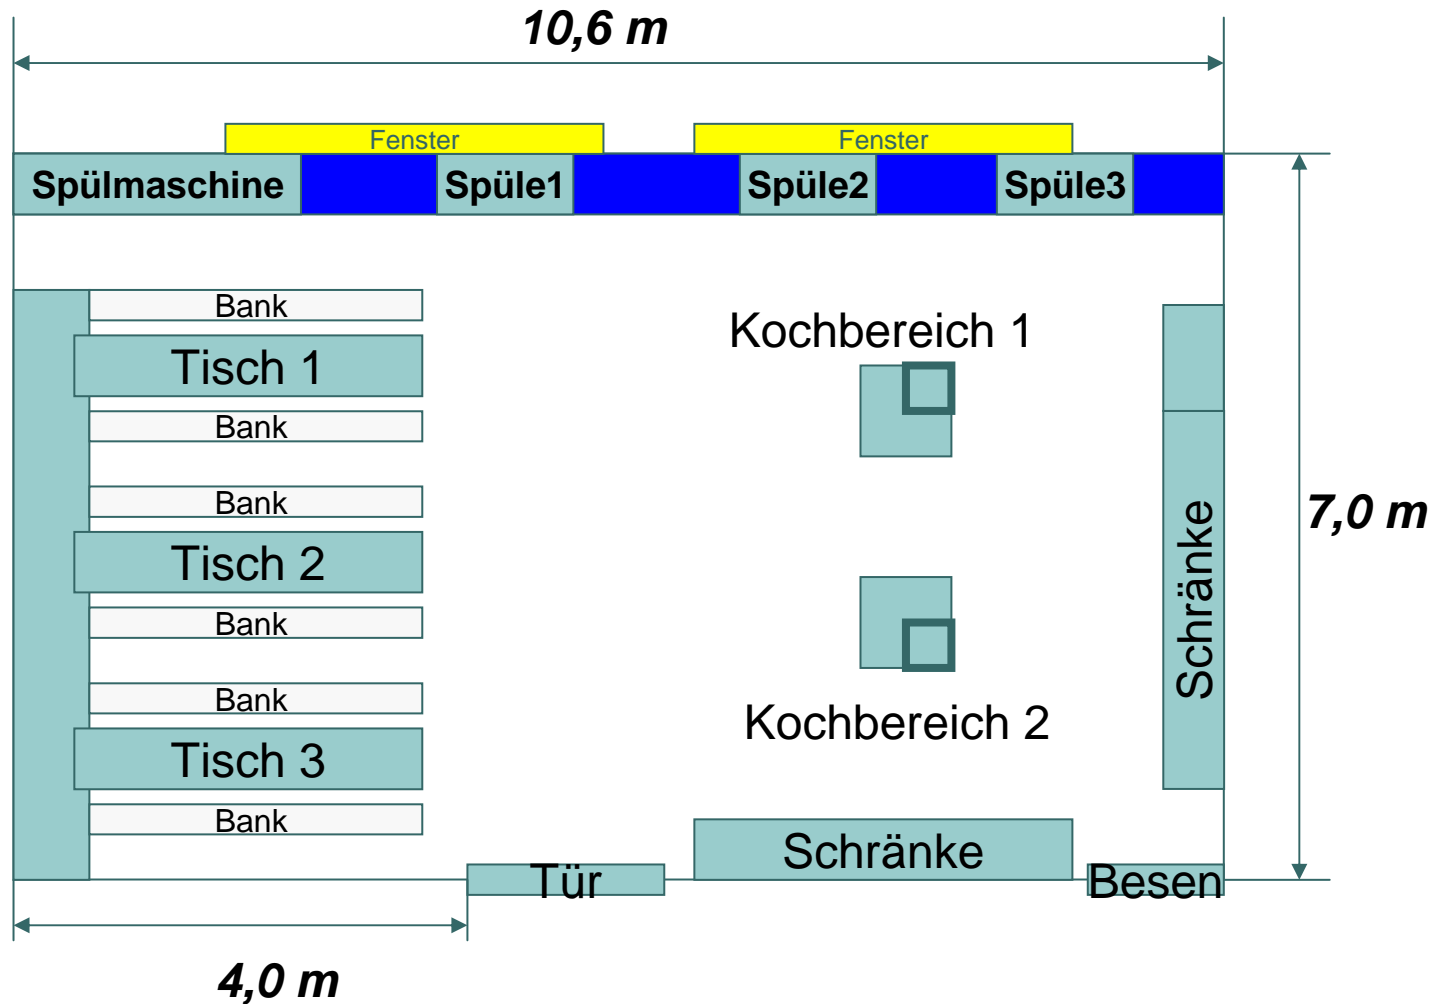 10,6 m
Fenster
Fenster
Spülmaschine
Spüle1
Spüle2
Spüle3
Bank
Tisch 1
Bank
Bank
Tisch 2
Bank
Bank
Tisch 3
Bank
Kochbereich 1
Kochbereich 2
Schränke
7,0 m
Schränke
Tür
Besen
4,0 m